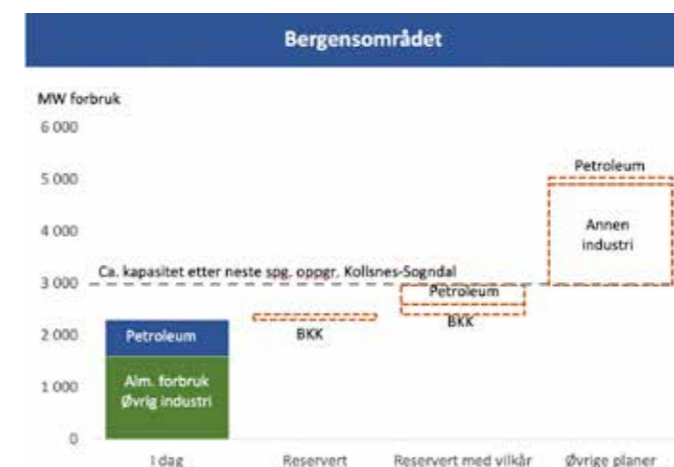 Bergensområdet
MW forbruk
6 000
5 000
4 000
3 000
2 000
1 000
0
Ca. kapasitet etter neste spg. oppgr. Kollsnes-Sogndal
Petroleum
Alm. forbruk
Øvrig industri
BKK
Petroleum
BKK
Petroleum
Annen
industri
I dag
Reservert
Reservert med vilkår
Øvrige planer